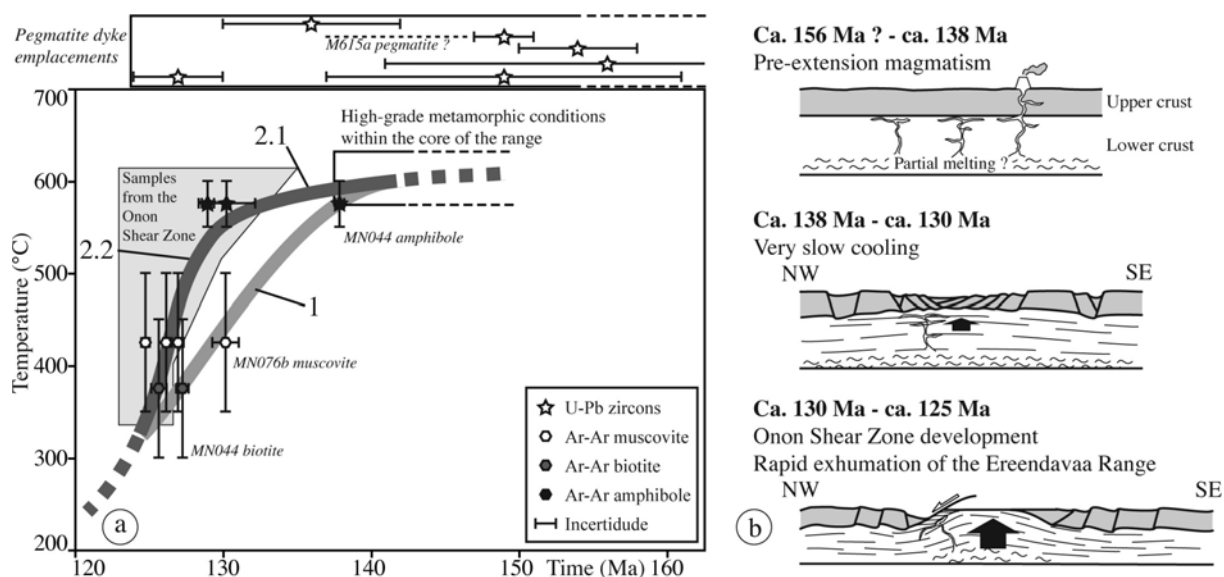 Pegmatite dyke
emplacements
M615a pegmatite ?
700
600
500
400
300
200
Temperature (°C)
120
130
140
150
Time (Ma)
160
High-grade metamorphic conditions
within the core of the range
2.1
2.2
1
Samples
from the
Onon
Shear Zone
MN044 amphibole
MN076b muscovite
MN044 biotite
U-Pb zircons
Ar-Ar muscovite
Ar-Ar biotite
Ar-Ar amphibole
Incertidude
a
Ca. 156 Ma ? - ca. 138 Ma
Pre-extension magmatism
Upper crust
Lower crust
Partial melting ?
Ca. 138 Ma - ca. 130 Ma
Very slow cooling
NW
SE
Ca. 130 Ma - ca. 125 Ma
Onon Shear Zone development
Rapid exhumation of the Ereendavaa Range
NW
SE
b